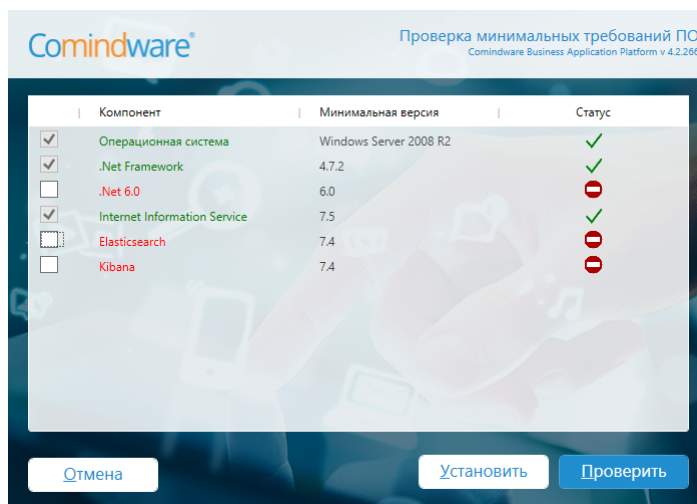 Comindware®
Проверка минимальных требований ПО
Comindware Business Application Platform v 4.2.266
Компонент Минимальная версия Статус
Операционная система Windows Server 2008 R2
.Net Framework 4.7.2
.Net 6.0 6.0
Internet Information Service 7.5
Elasticsearch 7.4
Kibana 7.4
Отмена Установить Проверить